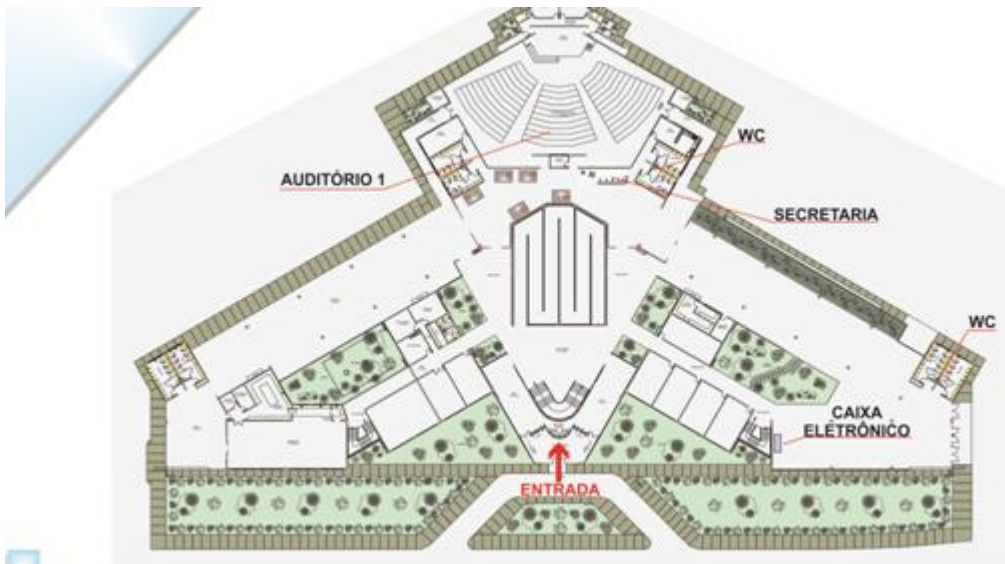 WC
AUDITÓRIO 1
SECRETARIA
WC
CAIXA
ELETRÔNICO
ENTRADA